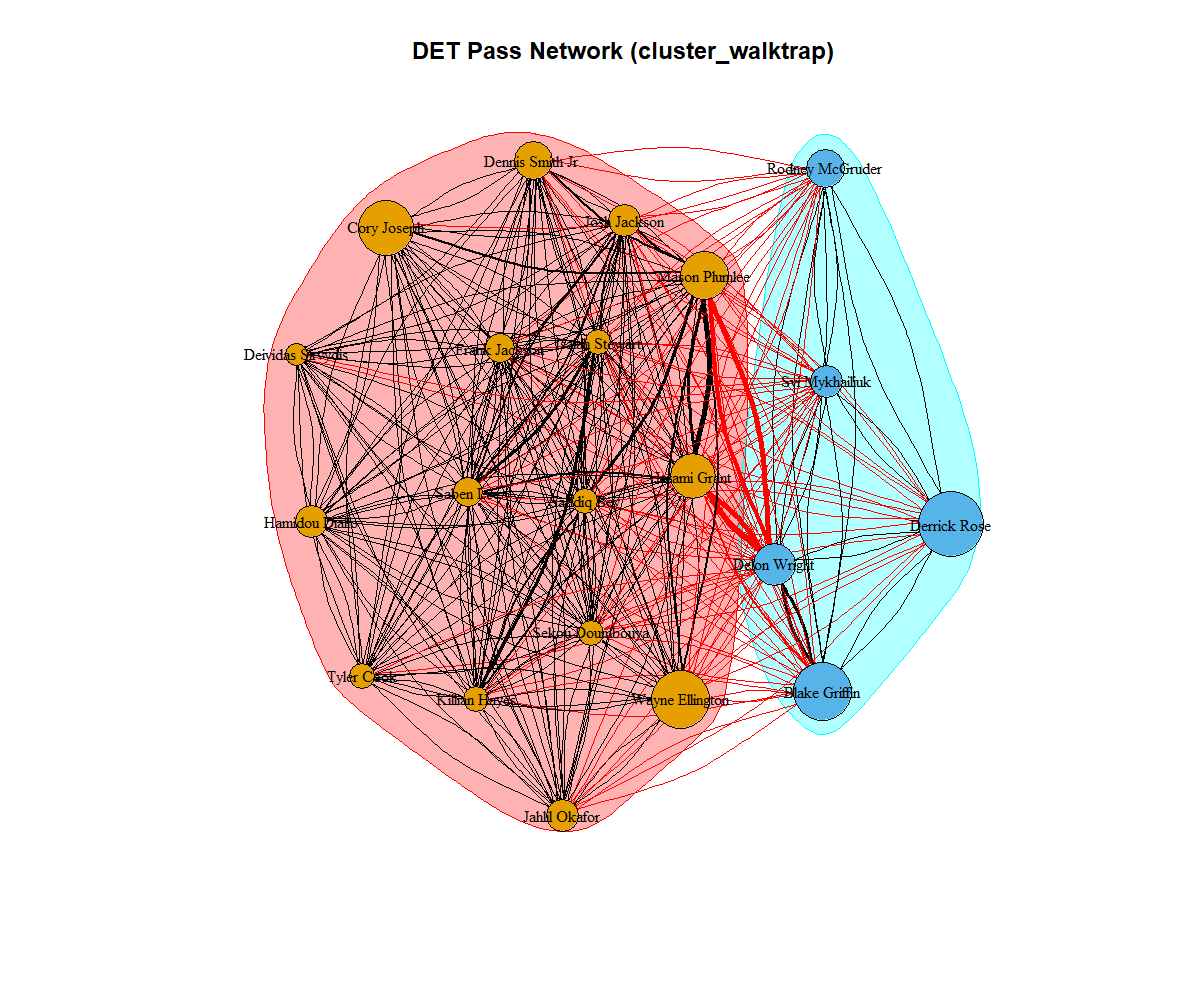 DET Pass Network (cluster_walktrap)
Dennis Smith Jr
Rodney McGruder
Josh Jackson
Cory Joseph
Mason Plumlee
Isaiah Stewart
Frank Jackson
Deividas Sirvydis
Svi Mykhailiuk
Jerami Grant
Saben Lee
Saddiq Bey
Hamidou Diallo
Derrick Rose
Delon Wright
Sekou Doumbouya
Tyler Cook
Blake Griffin
Killian Hayes
Wayne Ellington
Jahlil Okafor